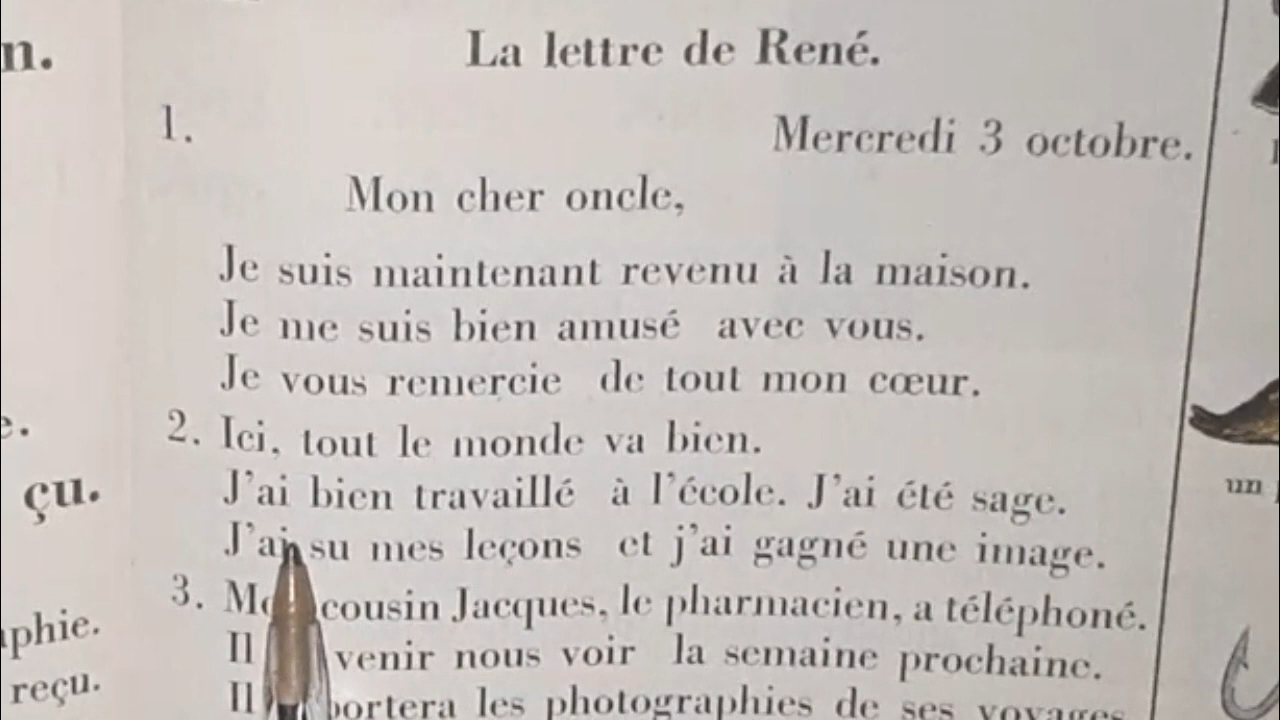 La lettre de René.
1.
Mercredi 3 octobre.
Mon cher oncle,
Je suis maintenant revenu à la maison.
Je me suis bien amusé avec vous.
Je vous remercie de tout mon cœur.
2. Ici, tout le monde va bien.
J'ai bien travaillé à l'école. J'ai été sage.
J'ai su mes leçons et j'ai gagné une image.
3. cousin Jacques, le pharmacien, a téléphoné.
Il venir nous voir la semaine prochaine.
Il les photographies de ses voyages
n.
çu.
reçu.
un